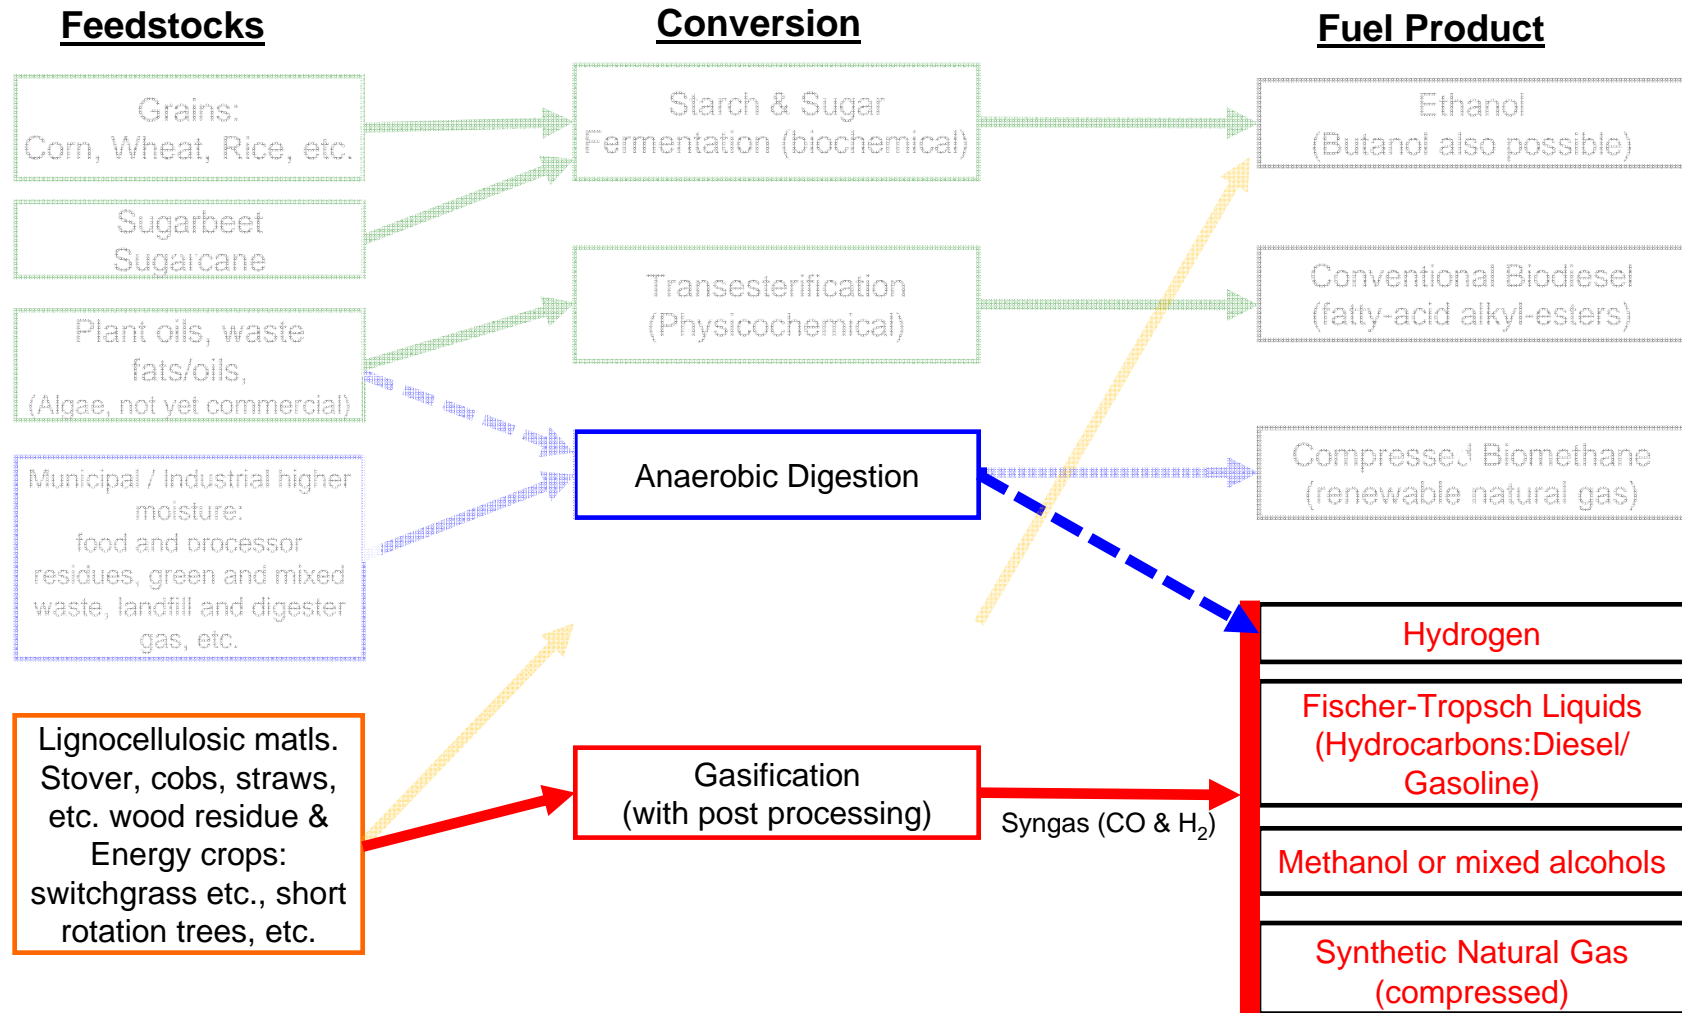 Feedstocks
Conversion
Fuel Product
Grains:
Corn, Wheat, Rice, etc.
Sugarbeet
Sugarcane
Plant oils, waste
fats/oils,
(Algae, not yet commercial)
Municipal / Industrial higher
moisture:
food and processor
residues, green and mixed
waste, landfill and digester
gas, etc.
Lignocellulosic matls.
Stover, cobs, straws,
etc. wood residue &
Energy crops:
switchgrass etc., short
rotation trees, etc.
Starch & Sugar
Fermentation (biochemical)
Transesterification
(Physicochemical)
Anaerobic Digestion
Gasification
(with post processing)
Syngas (CO & H₂)
Ethanol
(Butanol also possible)
Conventional Biodiesel
(fatty-acid alkyl-esters)
Compressed Biomethane
(renewable natural gas)
Hydrogen
Fischer-Tropsch Liquids
(Hydrocarbons:Diesel/
Gasoline)
Methanol or mixed alcohols
Synthetic Natural Gas
(compressed)